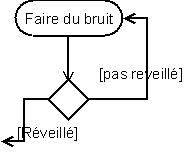 Faire du bruit
[pas reveillé]
[Réveillé]